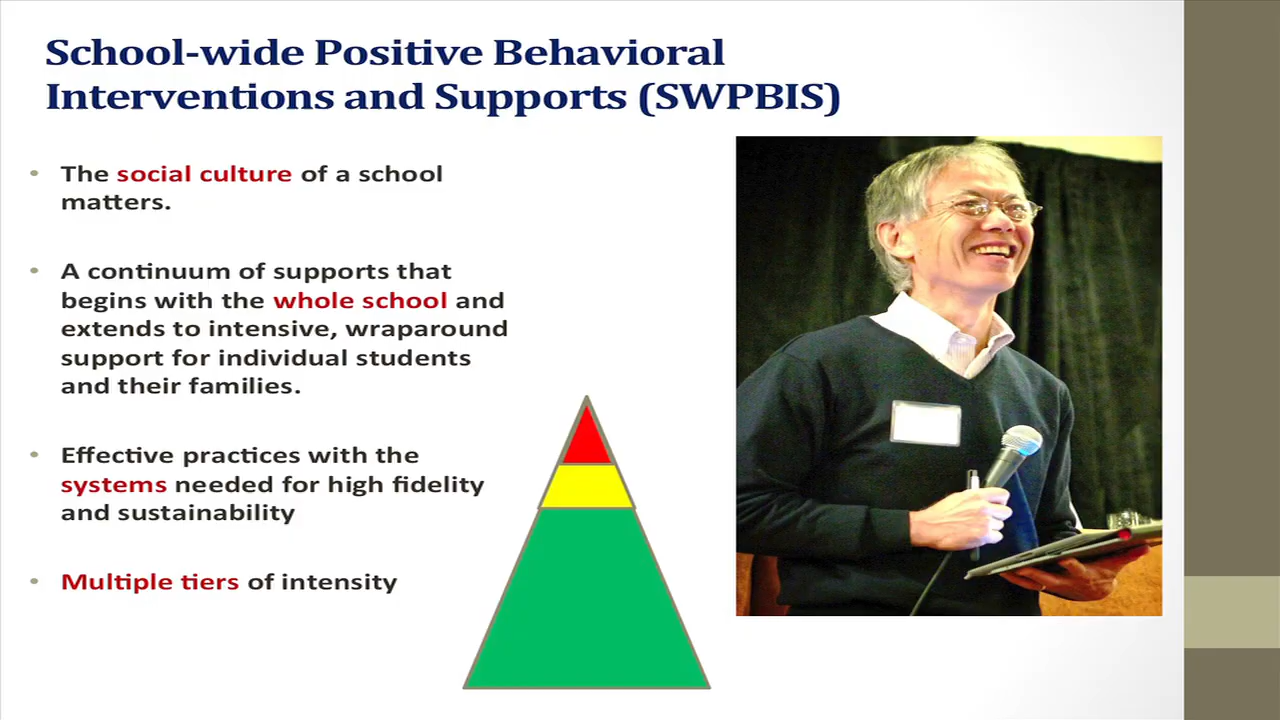 School-wide Positive Behavioral
Interventions and Supports (SWPBIS)
• The social culture of a school
matters.
• A continuum of supports that
begins with the whole school and
extends to intensive, wraparound
support for individual students
and their families.
• Effective practices with the
systems needed for high fidelity
and sustainability
• Multiple tiers of intensity